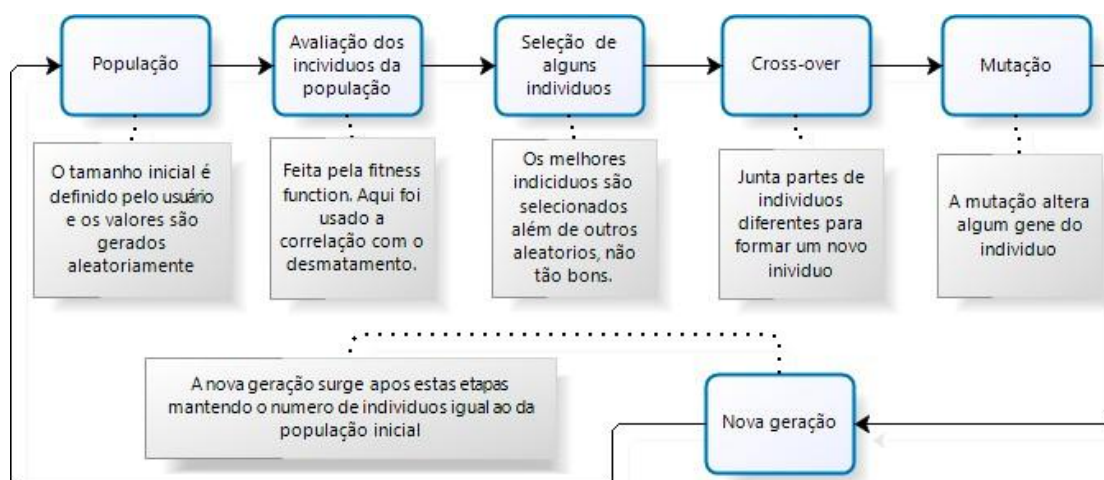 População
Avaliação dos
incividuos da
população
Seleção de
alguns
individuos
Cross-over
Mutação
O tamanho inicial é
definido pelo usuário
e os valores são
gerados
aleatoriamente
Feita pela fitness
function. Aqui foi
usado a
correlação com o
desmatamento.
Os melhores
indiciduos são
selecionados
além de outros
aleatorios, não
tão bons.
Junta partes de
individuos
diferentes para
formar um novo
inividuo
A mutação altera
algum gene do
individuo
A nova geração surge apos estas etapas
mantendo o numero de individuos igual ao da
população inicial
Nova geração